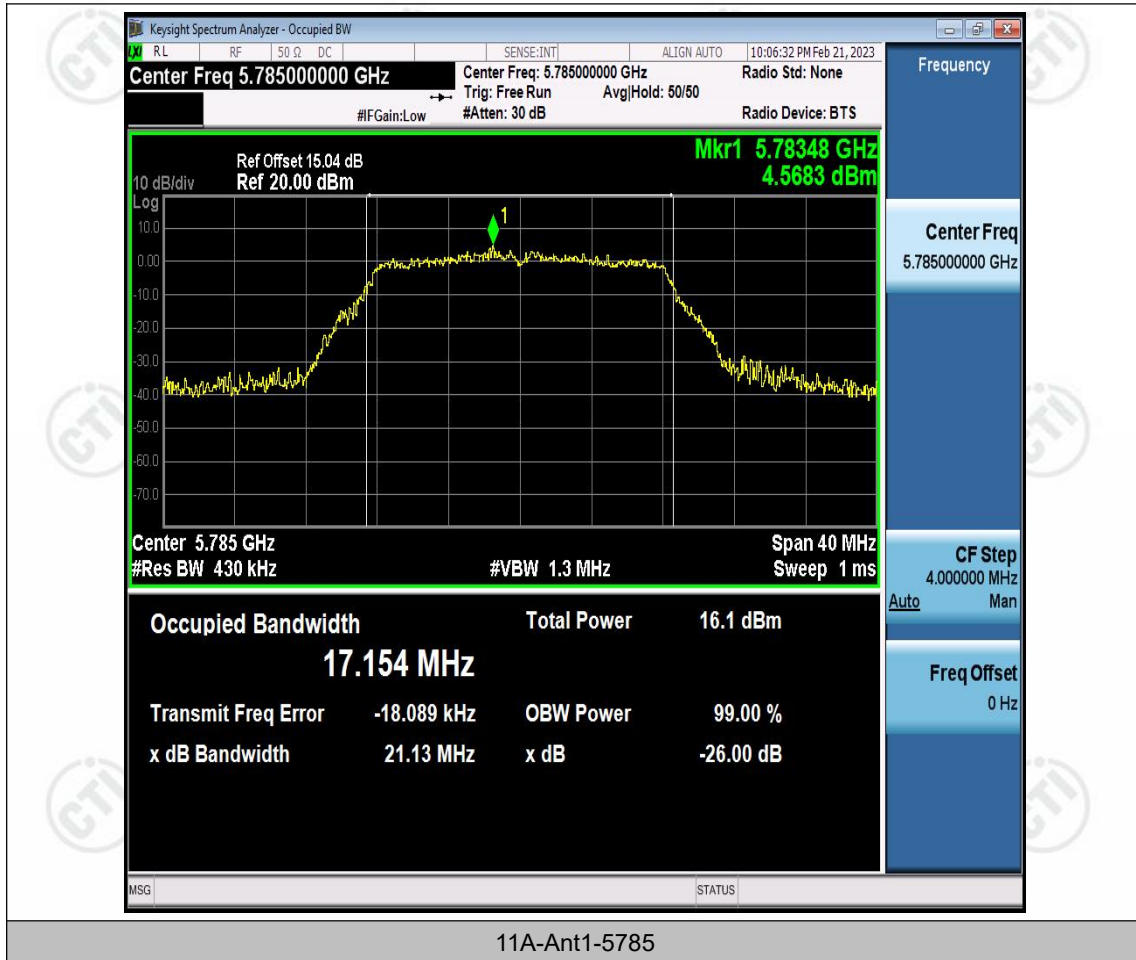 Keysight Spectrum Analyzer - Occupied BW
LXI RL RF 50 Ω DC SENSE:INT ALIGN AUTO 10:06:32 PM Feb 21, 2023
Center Freq 5.785000000 GHz Center Freq: 5.785000000 GHz Radio Std: None
Trig: Free Run Avg|Hold: 50/50
#IFGain:Low #Atten: 30 dB Radio Device: BTS
Frequency
Ref Offset 15.04 dB Mkr1 5.78348 GHz
10 dB/div Ref 20.00 dBm 4.5683 dBm
Log
10.0
0.00
-10.0
-20.0
-30.0
-40.0
-50.0
-60.0
-70.0
1
Center 5.785 GHz Span 40 MHz
#Res BW 430 kHz #VBW 1.3 MHz Sweep 1 ms
Center Freq
5.785000000 GHz
CF Step
4.000000 MHz
Auto Man
Freq Offset
0 Hz
Occupied Bandwidth Total Power 16.1 dBm
17.154 MHz
Transmit Freq Error -18.089 kHz OBW Power 99.00 %
x dB Bandwidth 21.13 MHz x dB -26.00 dB
MSG STATUS
11A-Ant1-5785
CTI
CTI
CTI
CTI